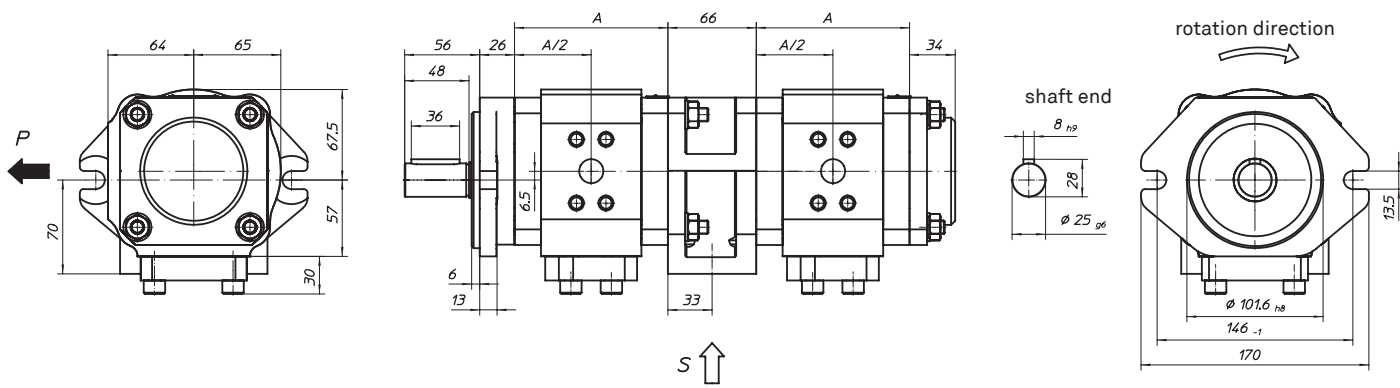 64
65
P
70
67.5
57
30
A
66
A
56
26
A/2
A/2
34
48
36
6.5
6
13
33
S
rotation direction
shaft end
8 h9
28
Ø 25 g6
13.5
Ø 101.6 h8
146 -1
170